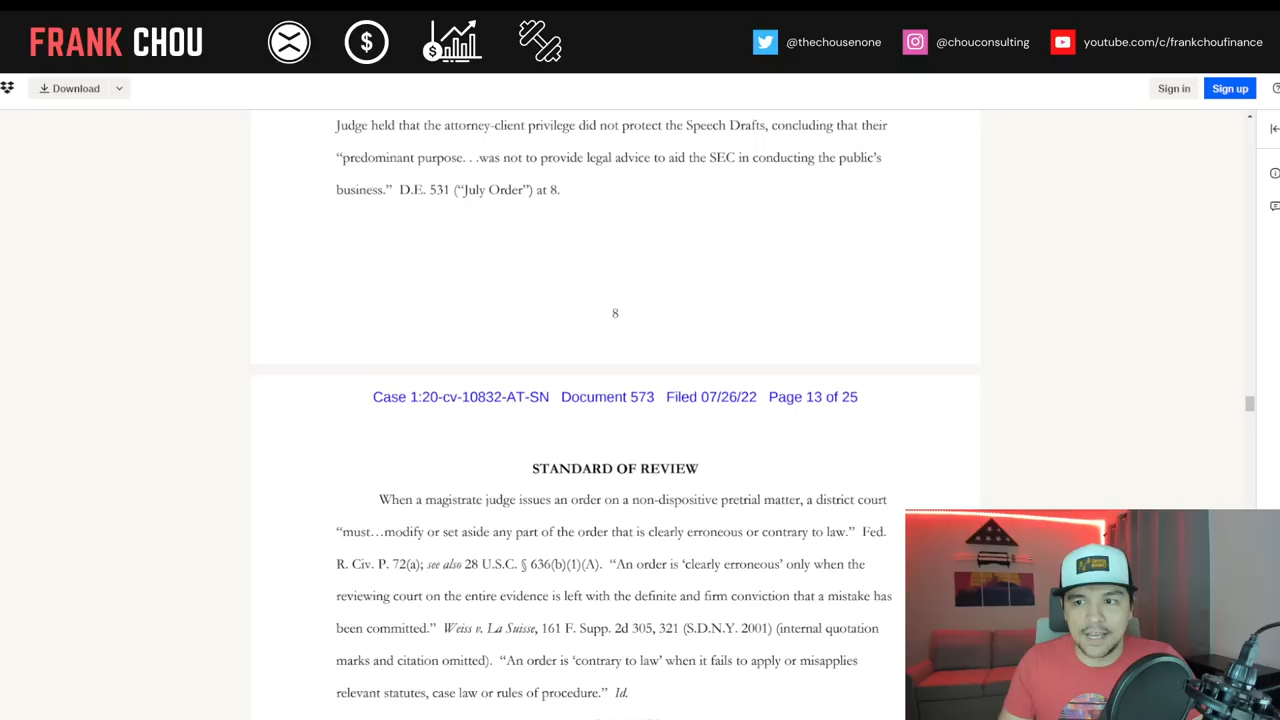 FRANK CHOU
@thechousenone
@chouconsulting
youtube.com/c/frankchoufinance
Download
Sign in
Sign up
Judge held that the attorney-client privilege did not protect the Speech Drafts, concluding that their
“predominant purpose. . .was not to provide legal advice to aid the SEC in conducting the public’s
business.” D.E. 531 (“July Order”) at 8.
8
Case 1:20-cv-10832-AT-SN Document 573 Filed 07/26/22 Page 13 of 25
STANDARD OF REVIEW
When a magistrate judge issues an order on a non-dispositive pretrial matter, a district court
“must…modify or set aside any part of the order that is clearly erroneous or contrary to law.” Fed.
R. Civ. P. 72(a); see also 28 U.S.C. § 636(b)(1)(A). “An order is ‘clearly erroneous’ only when the
reviewing court on the entire evidence is left with the definite and firm conviction that a mistake has
been committed.” Weiss v. La Suisse, 161 F. Supp. 2d 305, 321 (S.D.N.Y. 2001) (internal quotation
marks and citation omitted). “An order is ‘contrary to law’ when it fails to apply or misapplies
relevant statutes, case law or rules of procedure.” Id.